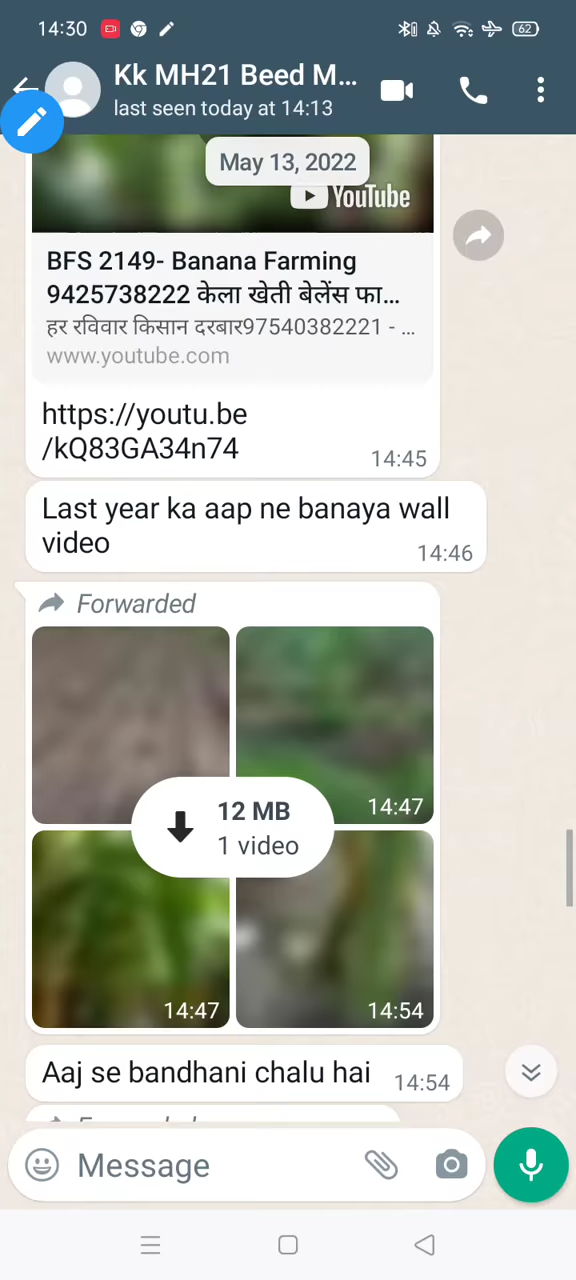 14:30
62
Kk MH21 Beed M...
last seen today at 14:13
May 13, 2022
YouTube
BFS 2149- Banana Farming
9425738222 केला खेती बेलेंस फा...
हर रविवार किसान दरबार97540382221 - ...
www.youtube.com
https://youtu.be
/kQ83GA34n74
14:45
Last year ka aap ne banaya wall
video
14:46
Forwarded
12 MB
1 video
14:47
14:47
14:54
Aaj se bandhani chalu hai
14:54
Message